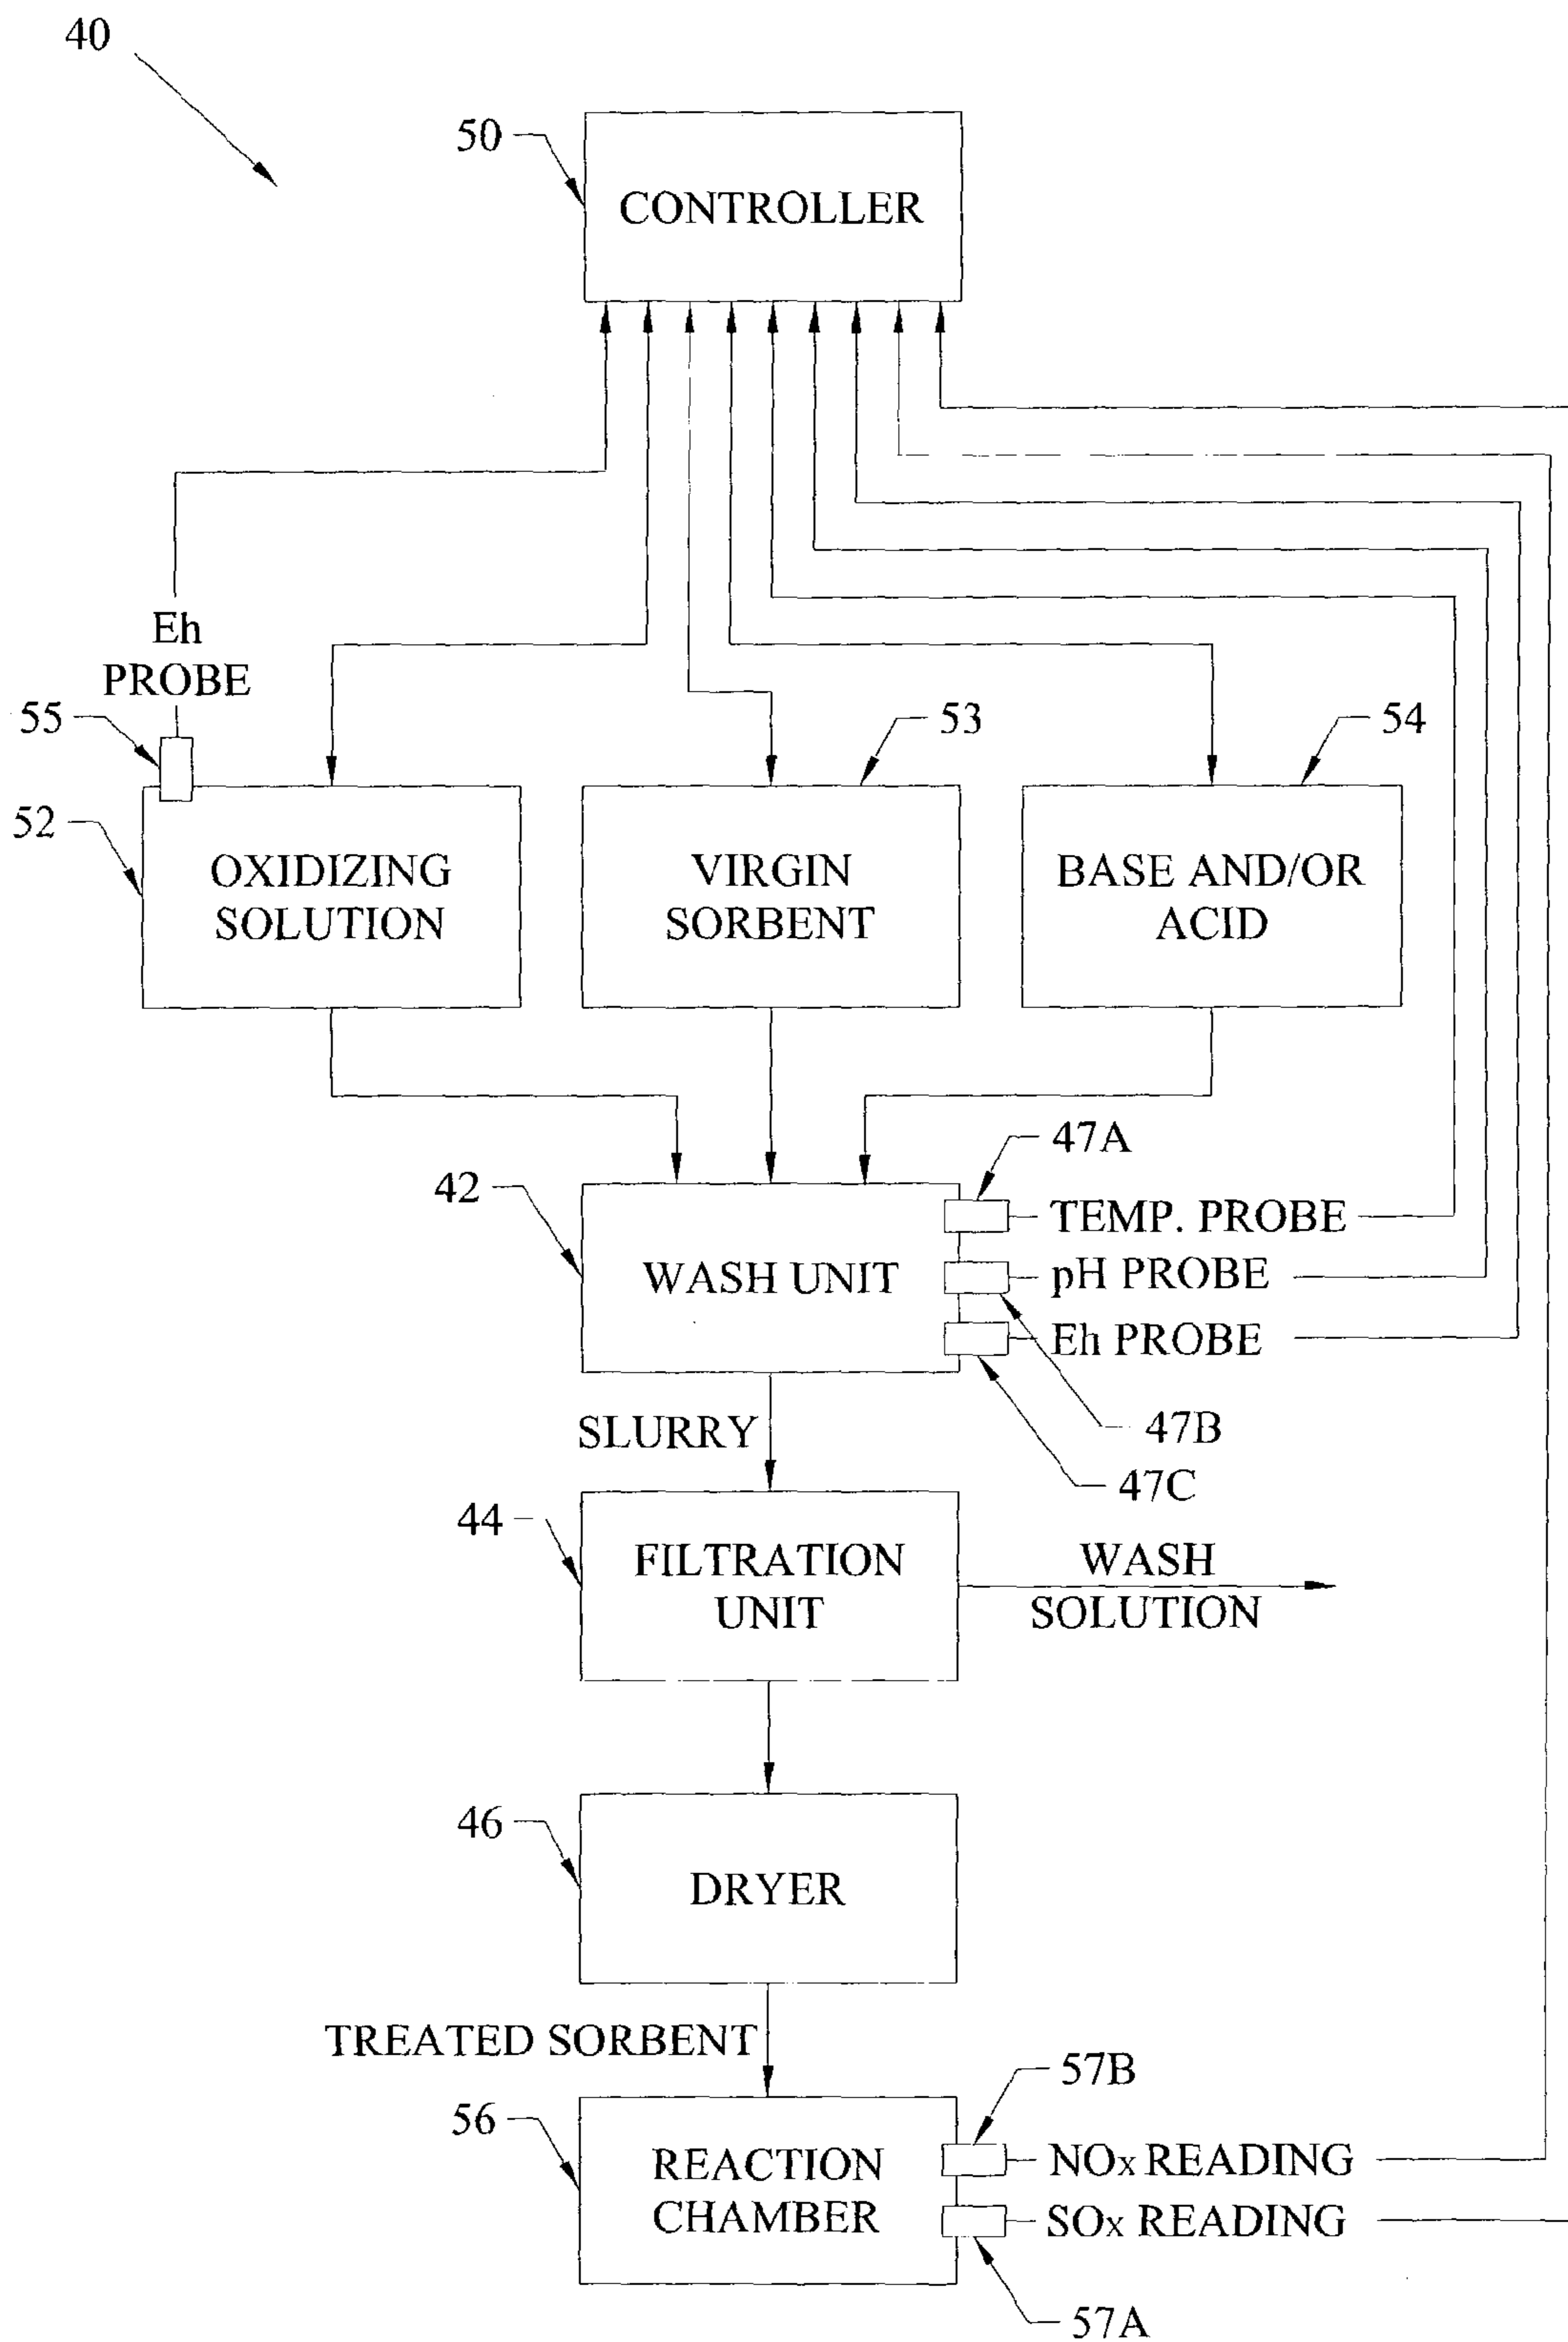 40
50
CONTROLLER
Eh
PROBE
55
53
54
52
OXIDIZING
SOLUTION
VIRGIN
SORBENT
BASE AND/OR
ACID
47A
42
TEMP. PROBE
WASH UNIT
pH PROBE
Eh PROBE
SLURRY
47B
47C
44
FILTRATION
UNIT
WASH
SOLUTION
46
DRYER
TREATED SORBENT
57B
56
REACTION
CHAMBER
NOx READING
SOx READING
57A